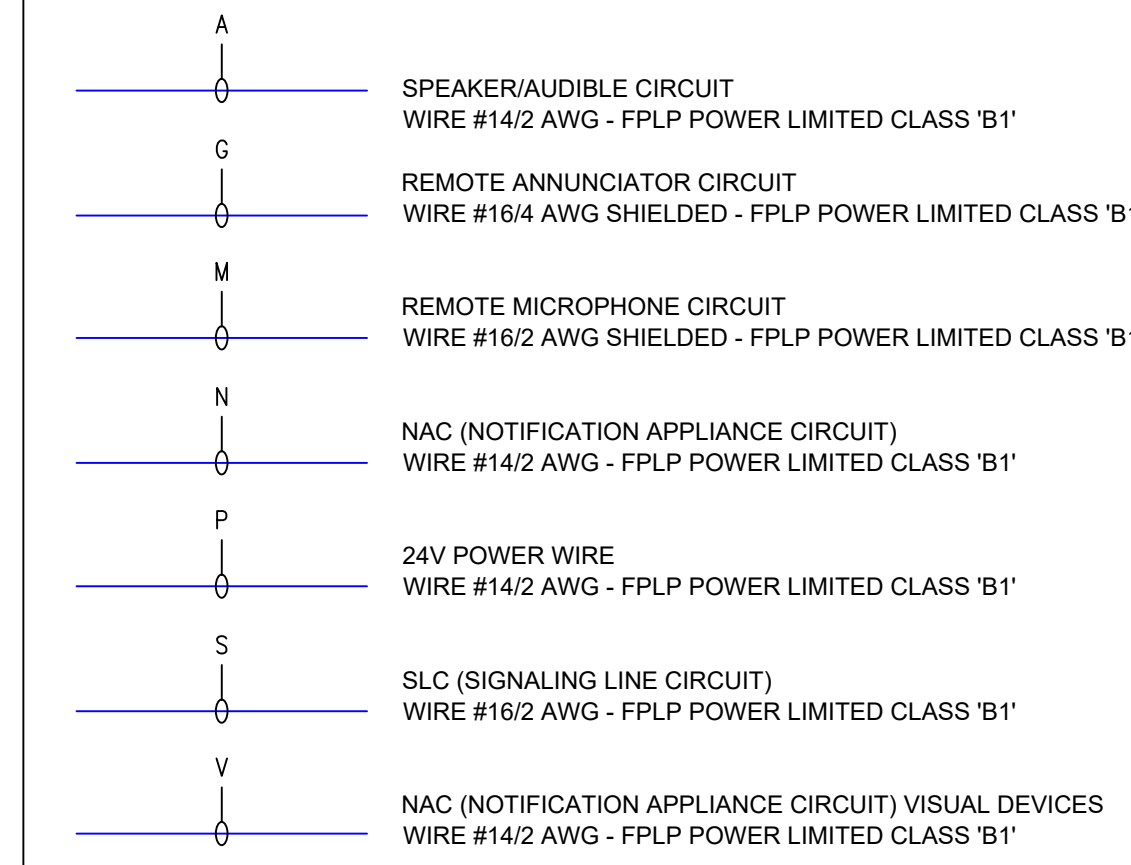 A
SPEAKER/AUDIBLE CIRCUIT
WIRE #14/2 AWG - FPLP POWER LIMITED CLASS 'B1'
G
REMOTE ANNUNCIATOR CIRCUIT
WIRE #16/4 AWG SHIELDED - FPLP POWER LIMITED CLASS 'B1
M
REMOTE MICROPHONE CIRCUIT
WIRE #16/2 AWG SHIELDED - FPLP POWER LIMITED CLASS 'B1
N
NAC (NOTIFICATION APPLIANCE CIRCUIT)
WIRE #14/2 AWG - FPLP POWER LIMITED CLASS 'B1'
P
24V POWER WIRE
WIRE #14/2 AWG - FPLP POWER LIMITED CLASS 'B1'
S
SLC (SIGNALING LINE CIRCUIT)
WIRE #16/2 AWG - FPLP POWER LIMITED CLASS 'B1'
V
NAC (NOTIFICATION APPLIANCE CIRCUIT) VISUAL DEVICES
WIRE #14/2 AWG - FPLP POWER LIMITED CLASS 'B1'